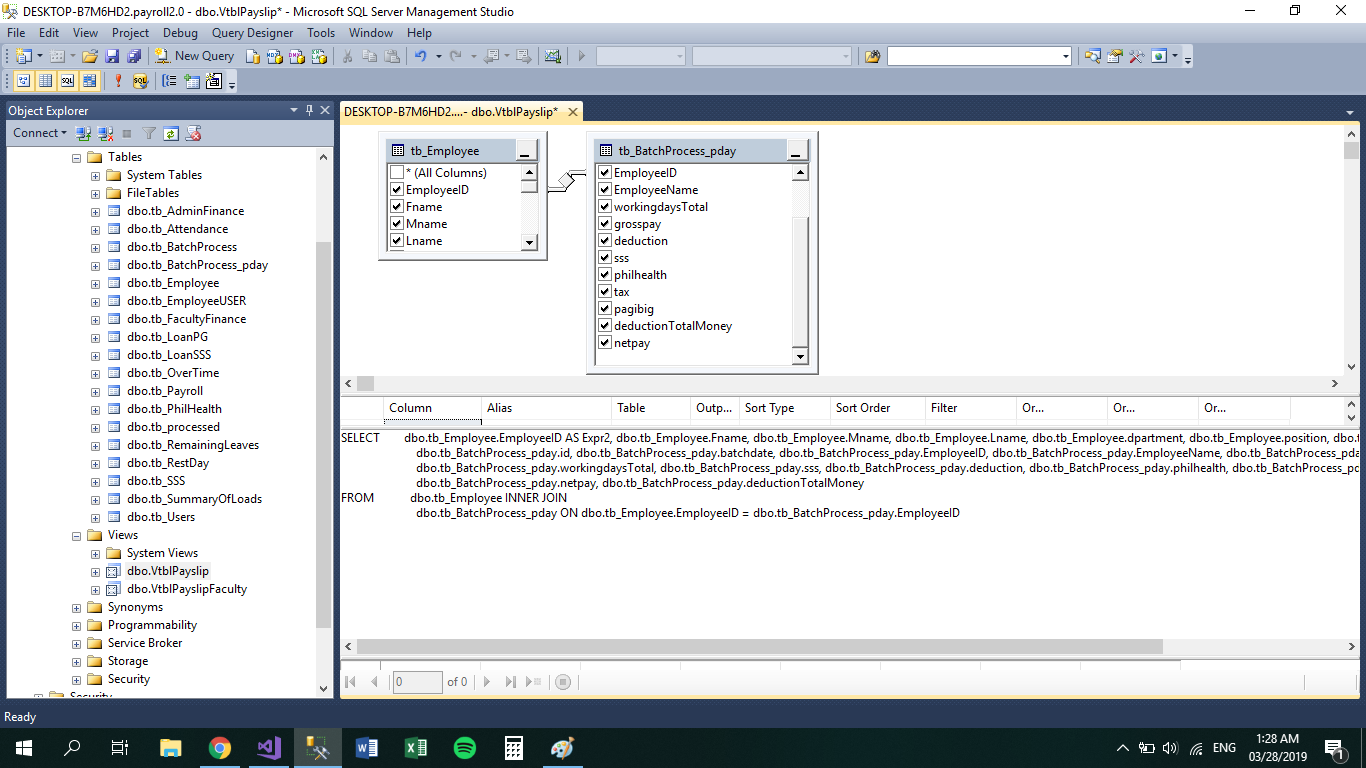 DESKTOP-B7M6HD2.payroll2.0 - dbo.VtblPayslip* - Microsoft SQL Server Management Studio
File Edit View Project Debug Query Designer Tools Window Help
New Query
Object Explorer
Connect
Tables
System Tables
FileTables
dbo.tb_AdminFinance
dbo.tb_Attendance
dbo.tb_BatchProcess
dbo.tb_BatchProcess_pday
dbo.tb_Employee
dbo.tb_EmployeeUSER
dbo.tb_FacultyFinance
dbo.tb_LoanPG
dbo.tb_LoanSSS
dbo.tb_OverTime
dbo.tb_Payroll
dbo.tb_PhilHealth
dbo.tb_processed
dbo.tb_RemainingLeaves
dbo.tb_RestDay
dbo.tb_SSS
dbo.tb_SummaryOfLoads
dbo.tb_Users
Views
System Views
dbo.VtblPayslip
dbo.VtblPayslipFaculty
Synonyms
Programmability
Service Broker
Storage
Security
Security
DESKTOP-B7M6HD2....- dbo.VtblPayslip*
tb_Employee
* (All Columns)
EmployeeID
Fname
Mname
Lname
tb_BatchProcess_pday
EmployeeID
EmployeeName
workingdaysTotal
grosspay
deduction
sss
philhealth
tax
pagibig
deductionTotalMoney
netpay
Column Alias Table Outp... Sort Type Sort Order Filter Or... Or... Or...
SELECT dbo.tb_Employee.EmployeeID AS Expr2, dbo.tb_Employee.Fname, dbo.tb_Employee.Mname, dbo.tb_Employee.Lname, dbo.tb_Employee.dpartment, dbo.tb_Employee.position, dbo.t
dbo.tb_BatchProcess_pday.id, dbo.tb_BatchProcess_pday.batchdate, dbo.tb_BatchProcess_pday.EmployeeID, dbo.tb_BatchProcess_pday.EmployeeName, dbo.tb_BatchProcess_pda
dbo.tb_BatchProcess_pday.workingdaysTotal, dbo.tb_BatchProcess_pday.sss, dbo.tb_BatchProcess_pday.deduction, dbo.tb_BatchProcess_pday.philhealth, dbo.tb_BatchProcess_pd
dbo.tb_BatchProcess_pday.netpay, dbo.tb_BatchProcess_pday.deductionTotalMoney
FROM dbo.tb_Employee INNER JOIN
dbo.tb_BatchProcess_pday ON dbo.tb_Employee.EmployeeID = dbo.tb_BatchProcess_pday.EmployeeID
0 of 0
Ready
ENG
1:28 AM
03/28/2019
1